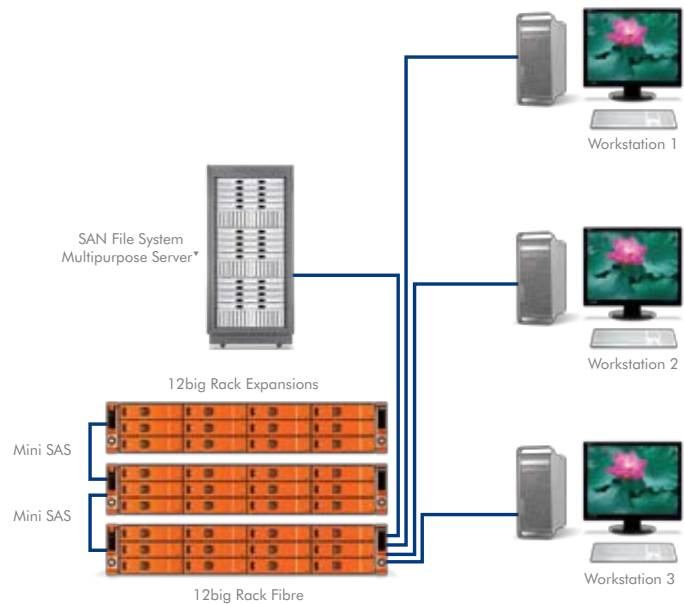 Workstation 1
SAN File System
Multipurpose Server▾
Workstation 2
12big Rack Expansions
Mini SAS
Mini SAS
Workstation 3
12big Rack Fibre